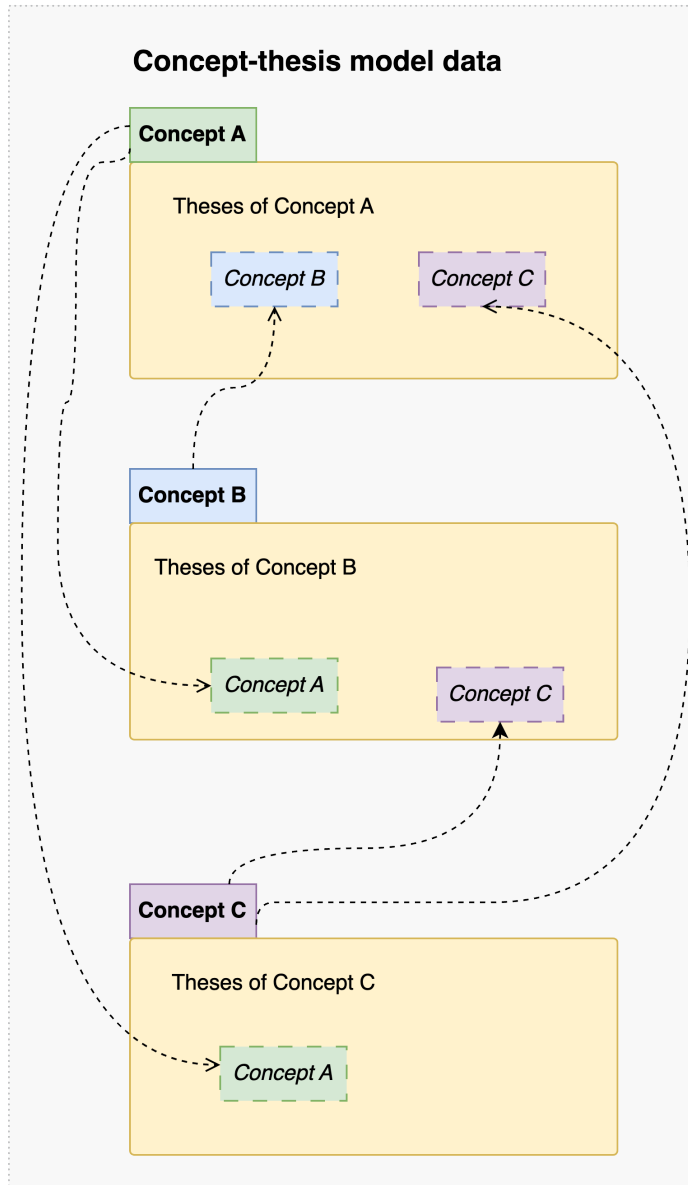 Concept-thesis model data
Concept A
Theses of Concept A
Concept B
Concept C
Concept B
Theses of Concept B
Concept A
Concept C
Concept C
Theses of Concept C
Concept A